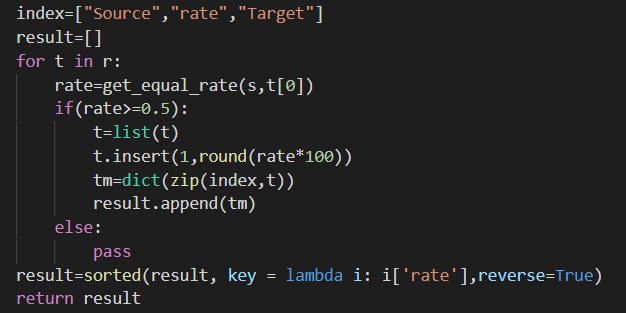 index=["Source","rate","Target"]
result=[]
for t in r:
    rate=get_equal_rate(s,t[0])
    if(rate>=0.5):
        t=list(t)
        t.insert(1,round(rate*100))
        tm=dict(zip(index,t))
        result.append(tm)
    else:
        pass
result=sorted(result, key = lambda i: i['rate'],reverse=True)
return result